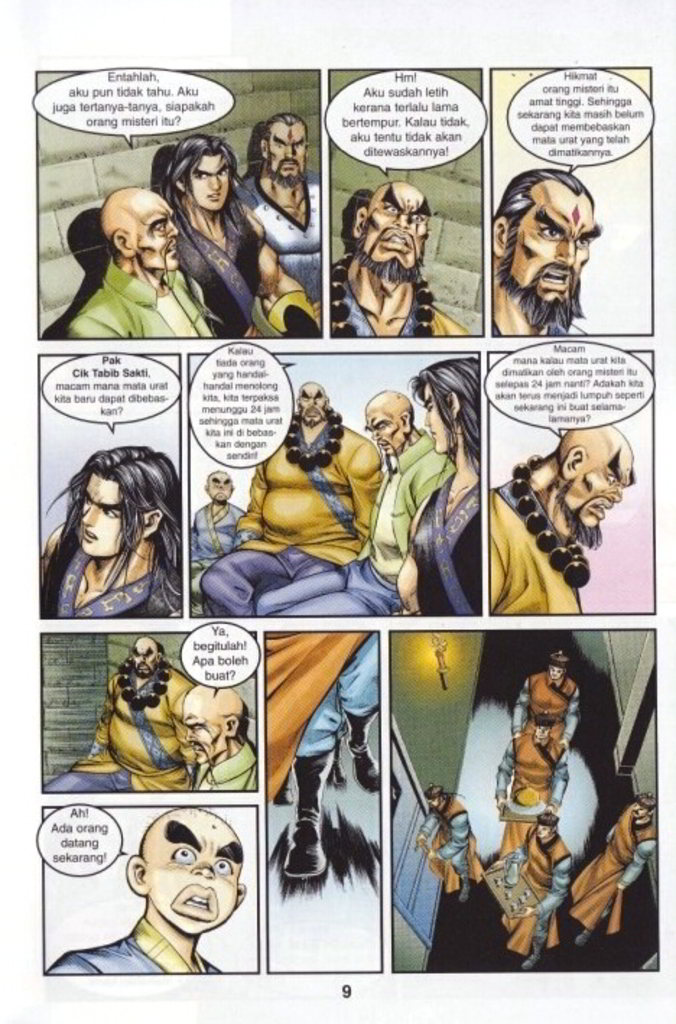 Entahlah,
aku pun tidak tahu. Aku
juga tertanya-tanya, siapakah
orang misteri itu?
Hm!
Aku sudah letih
kerana terlalu lama
bertempur. Kalau tidak,
aku tentu tidak akan
ditewaskannya!
Hikmat
orang misteri itu
amat tinggi. Sehingga
sekarang kita masih belum
dapat membebaskan
mata urat yang telah
dimatikannya.
Pak
Cik Tabib Sakti,
macam mana mata urat
kita baru dapat dibebas-
kan?
Kalau
tiada orang
yang handal-
handal menolong
kita, kita terpaksa
menunggu 24 jam
sehingga mata urat
kita ini di bebas-
kan dengan
sendiri!
Macam
mana kalau mata urat kita
dimatikan oleh orang misteri itu
selepas 24 jam nanti? Adakah kita
akan terus menjadi lumpuh seperti
sekarang ini buat selama-
lamanya?
Ya,
begitulah!
Apa boleh
buat?
Ah!
Ada orang
datang
sekarang!
9